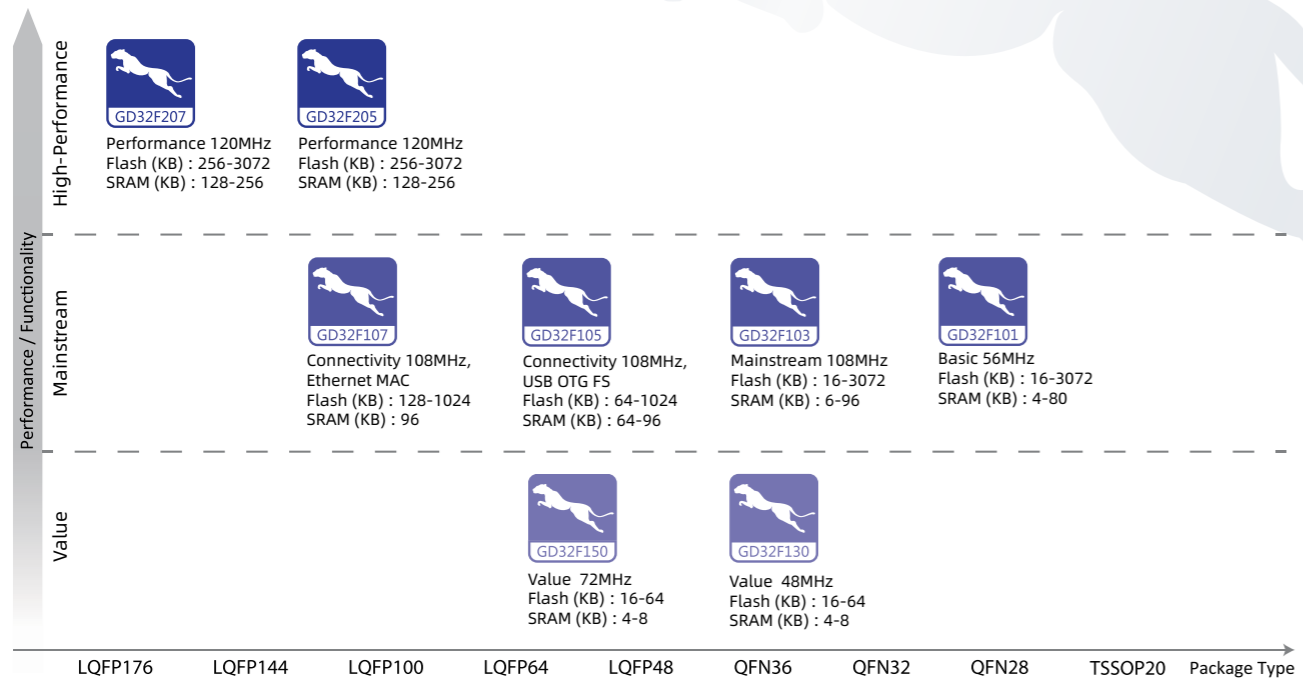 Performance / Functionality
High-Performance
GD32F207
Performance 120MHz
Flash (KB) : 256-3072
SRAM (KB) : 128-256
GD32F205
Performance 120MHz
Flash (KB) : 256-3072
SRAM (KB) : 128-256
Mainstream
GD32F107
Connectivity 108MHz,
Ethernet MAC
Flash (KB) : 128-1024
SRAM (KB) : 96
GD32F105
Connectivity 108MHz,
USB OTG FS
Flash (KB) : 64-1024
SRAM (KB) : 64-96
GD32F103
Mainstream 108MHz
Flash (KB) : 16-3072
SRAM (KB) : 6-96
GD32F101
Basic 56MHz
Flash (KB) : 16-3072
SRAM (KB) : 4-80
Value
GD32F150
Value 72MHz
Flash (KB) : 16-64
SRAM (KB) : 4-8
GD32F130
Value 48MHz
Flash (KB) : 16-64
SRAM (KB) : 4-8
LQFP176 LQFP144 LQFP100 LQFP64 LQFP48 QFN36 QFN32 QFN28 TSSOP20 Package Type